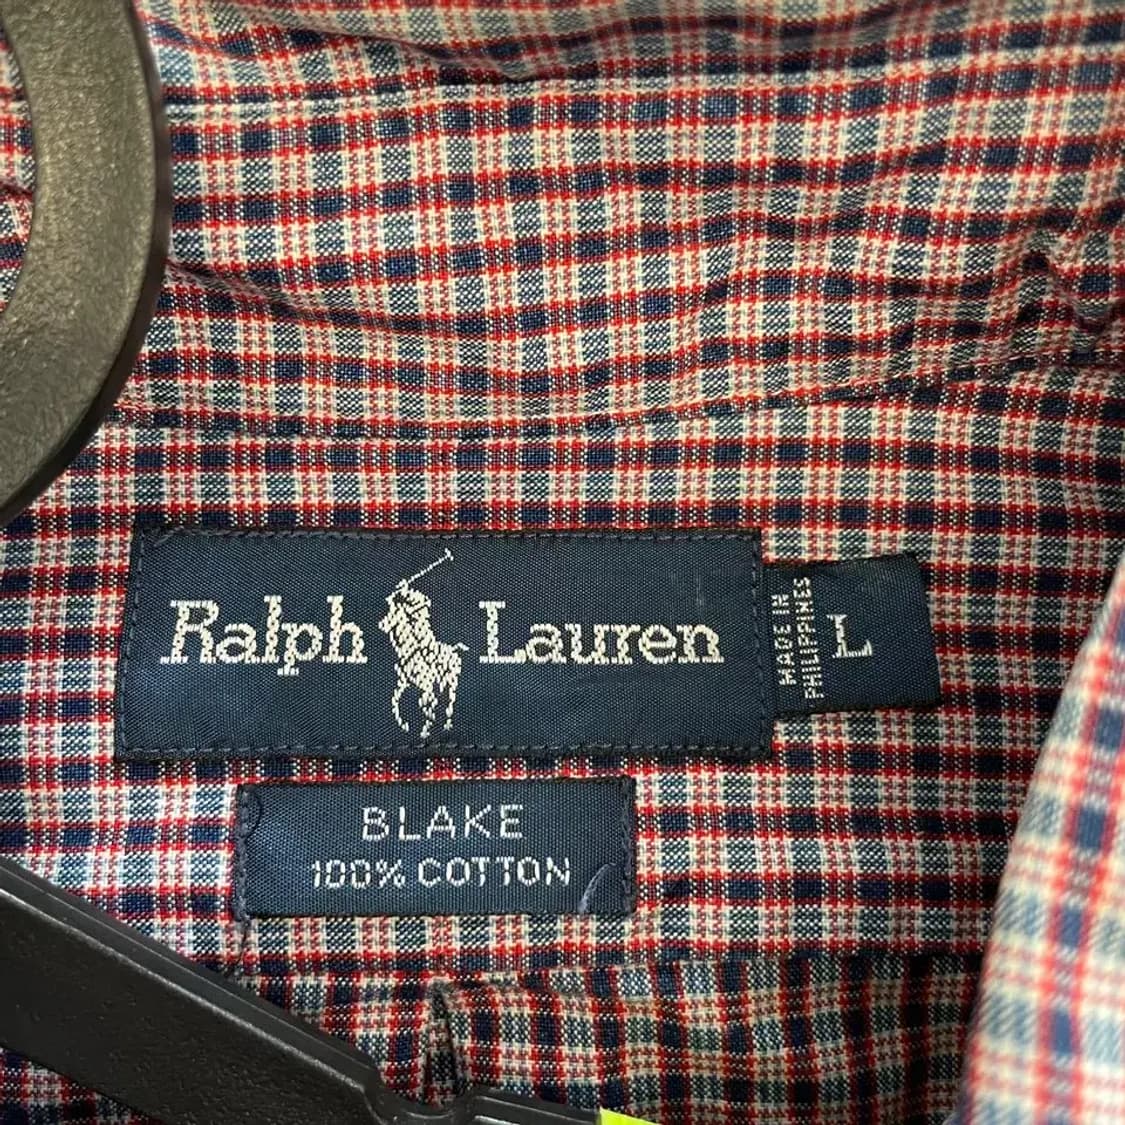 Ralph Lauren
MADE IN
PHILIPPINES
L
BLAKE
100% COTTON